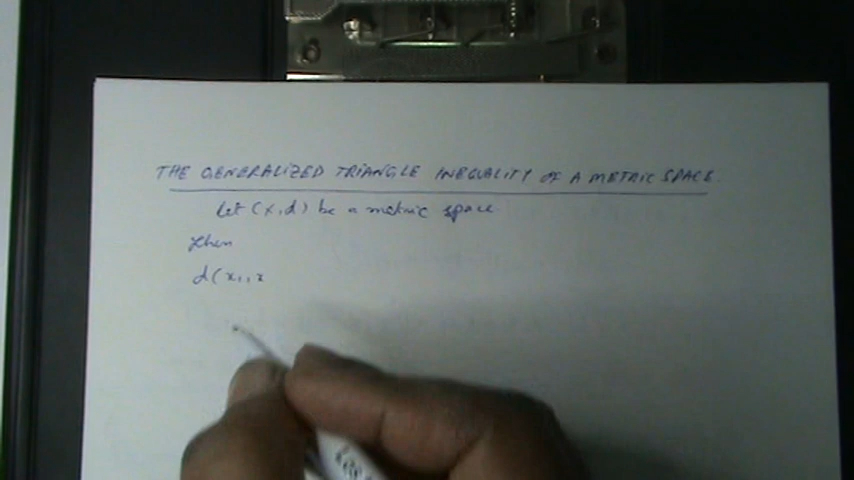 THE GENERALIZED TRIANGLE INEQUALITY OF A METRIC SPACE
Let (X,d) be a metric space
Then
d(x₁,x